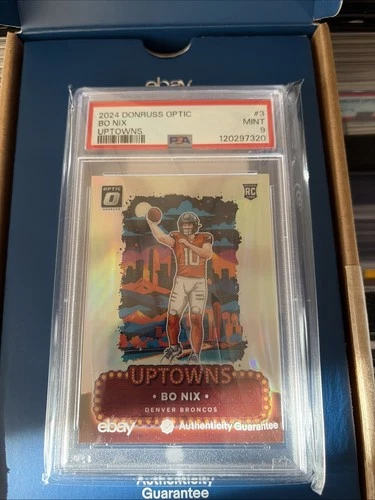 ebay
2024 DONRUSS OPTIC #3
BO NIX MINT
UPTOWNS 9
PSA 120297320
OPTIC
RC
10
UPTOWNS
• BO NIX •
DENVER BRONCOS
ebay Authenticity Guarantee
Authenticity
Guarantee